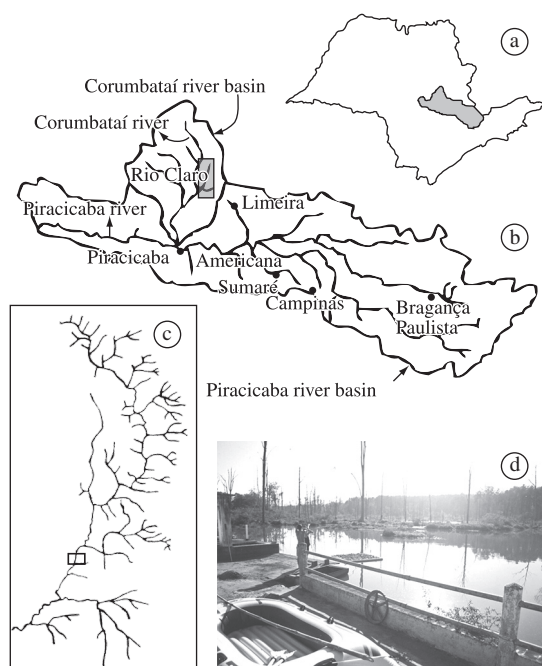 a
Corumbataí river basin
Corumbataí river
Rio Claro
Limeira
Piracicaba river
b
Piracicaba
Americana
Sumaré
Campinas
Bragança
Paulista
Piracicaba river basin
c
d